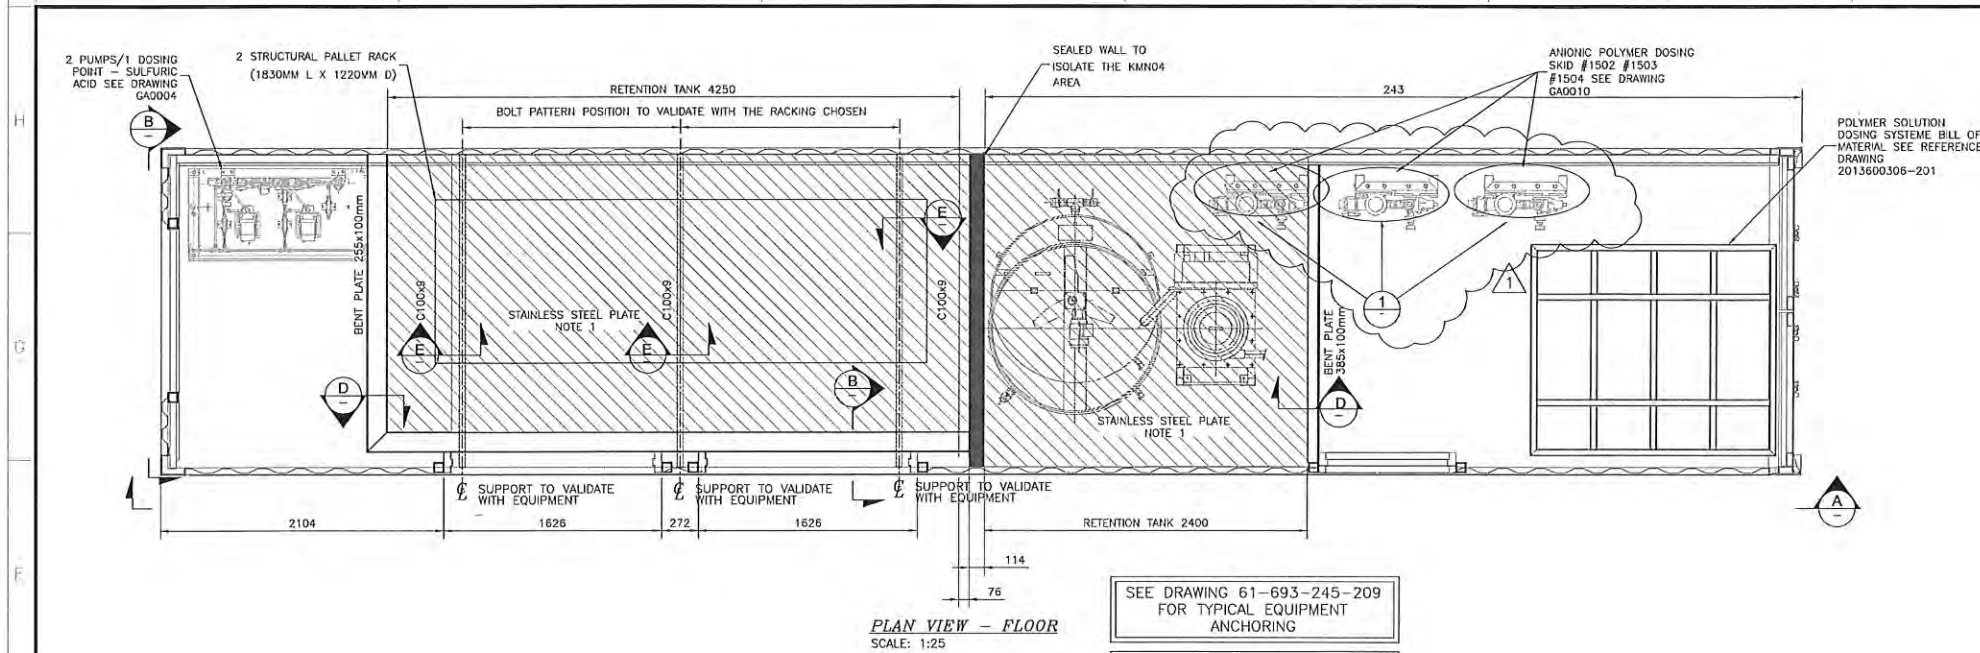 2 PUMPS/1 DOSING
POINT – SULFURIC
ACID SEE DRAWING
GA0004
2 STRUCTURAL PALLET RACK
(1830MM L X 1220MM D)
RETENTION TANK 4250
BOLT PATTERN POSITION TO VALIDATE WITH THE RACKING CHOSEN
SEALED WALL TO
ISOLATE THE KMNO4
AREA
243
ANIONIC POLYMER DOSING
SKID #1502 #1503
#1504 SEE DRAWING
GA0010
POLYMER SOLUTION
DOSING SYSTEME BILL OF
MATERIAL SEE REFERENCE
DRAWING
2013600306-201
H
G
F
B
–
BENT PLATE 255x100mm
C100x9
C100x9
C100x9
STAINLESS STEEL PLATE
NOTE 1
E
–
E
–
E
–
D
–
B
–
STAINLESS STEEL PLATE
NOTE 1
1
–
1
BENT PLATE
385x100mm
D
–
A
–
℄ SUPPORT TO VALIDATE
WITH EQUIPMENT
℄ SUPPORT TO VALIDATE
WITH EQUIPMENT
℄ SUPPORT TO VALIDATE
WITH EQUIPMENT
2104
1626
272
1626
RETENTION TANK 2400
114
76
PLAN VIEW – FLOOR
SCALE: 1:25
SEE DRAWING 61-693-245-209
FOR TYPICAL EQUIPMENT
ANCHORING